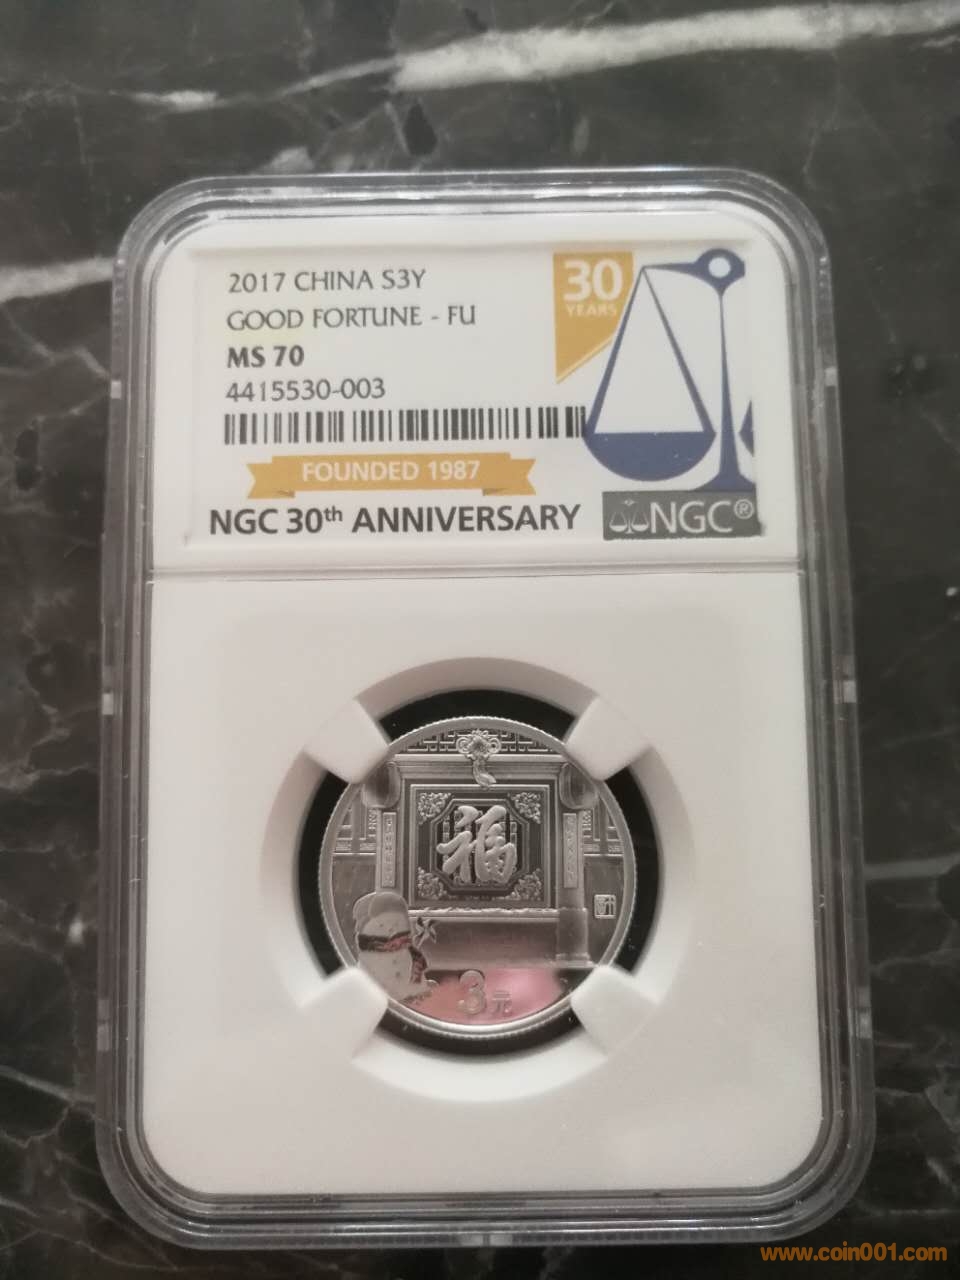 2017 CHINA S3Y
GOOD FORTUNE - FU
MS 70
4415530-003
30
YEARS
FOUNDED 1987
NGC 30th ANNIVERSARY
NGC®
福
3元
www.coin001.com